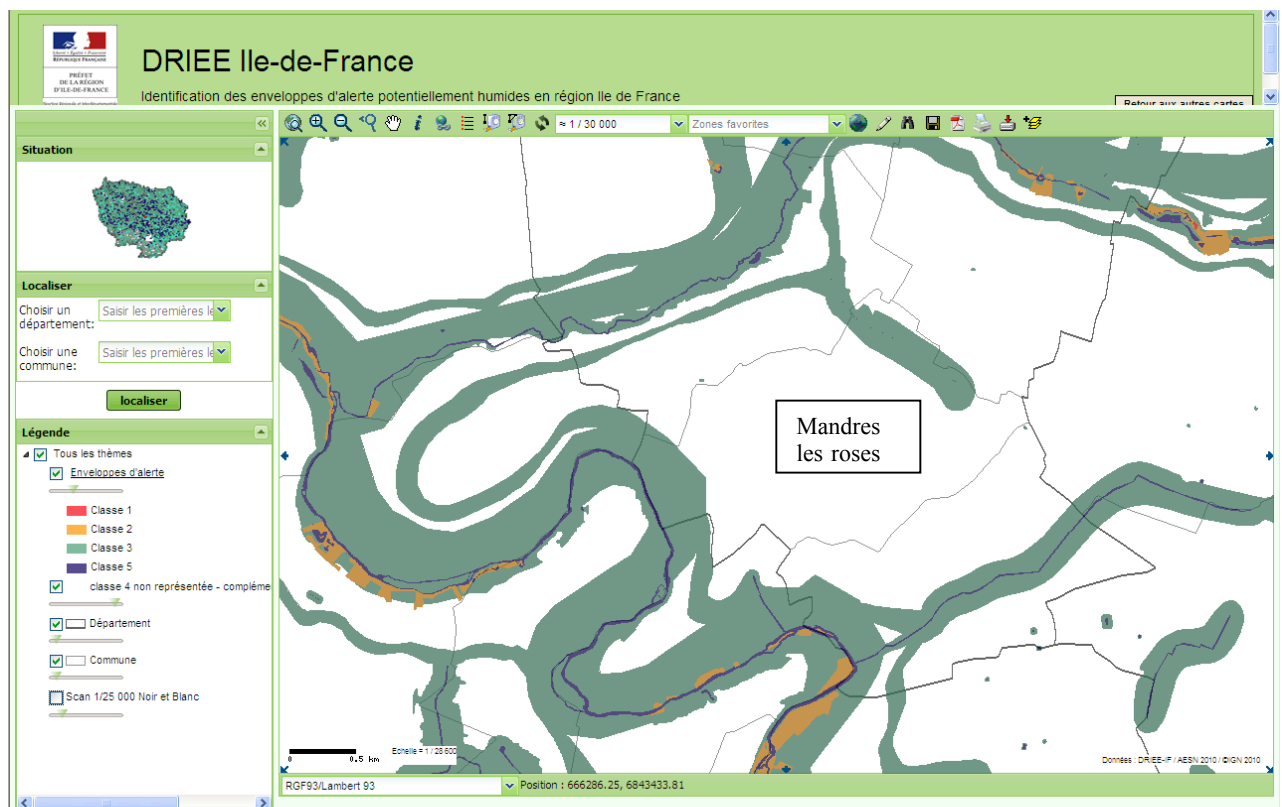 Liberté • Égalité • Fraternité
RÉPUBLIQUE FRANÇAISE
PRÉFET
DE LA RÉGION
D'ILE-DE-FRANCE
DRIEE Ile-de-France
Identification des enveloppes d'alerte potentiellement humides en région Ile de France
Retour aux autres cartes
≈ 1 / 30 000
Zones favorites
Situation
Localiser
Choisir un
département:
Saisir les premières le
Choisir une
commune:
Saisir les premières le
localiser
Légende
Tous les thèmes
Enveloppes d'alerte
Classe 1
Classe 2
Classe 3
Classe 5
classe 4 non représentée - compléme
Département
Commune
Scan 1/25 000 Noir et Blanc
Mandres
les roses
Echelle = 1 / 28 600
0 0.5 km
Données : DRIEE-IF / AESN 2010 / ©IGN 2010
RGF93/Lambert 93
Position : 666286.25, 6843433.81